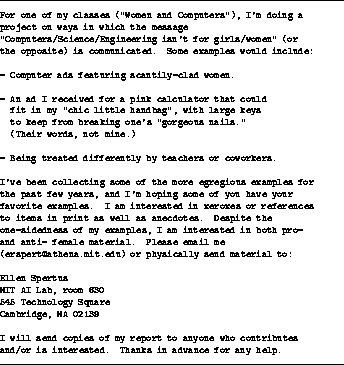 For one of my classes ("Women and Computers"), I'm doing a
project on ways in which the message
"Computers/Science/Engineering isn't for girls/women" (or
the opposite) is communicated.  Some examples would include:

- Computer ads featuring scantily-clad women.

- An ad I received for a pink calculator that could
  fit in my "chic little handbag", with large keys
  to keep from breaking one's "gorgeous nails."
  (Their words, not mine.)

- Being treated differently by teachers or coworkers.

I've been collecting some of the more egregious examples for
the past few years, and I'm hoping some of you have your
favorite examples.  I am interested in xeroxes or references
to items in print as well as anecdotes.  Despite the
one-sidedness of my examples, I am interested in both pro-
and anti- female material.  Please email me
(erspert@athena.mit.edu) or physically send material to:

Ellen Spertus
MIT AI Lab, room 630
545 Technology Square
Cambridge, MA 02139

I will send copies of my report to anyone who contributes
and/or is interested.  Thanks in advance for any help.